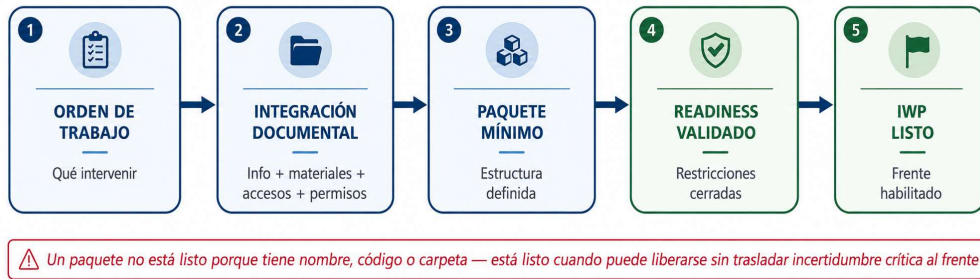 1
ORDEN DE
TRABAJO
Qué intervenir
2
INTEGRACIÓN
DOCUMENTAL
Info + materiales +
accesos + permisos
3
PAQUETE
MÍNIMO
Estructura
definida
4
READINESS
VALIDADO
Restricciones
cerradas
5
IWP
LISTO
Frente
habilitado
Un paquete no está listo porque tiene nombre, código o carpeta — está listo cuando puede liberarse sin trasladar incertidumbre crítica al frente